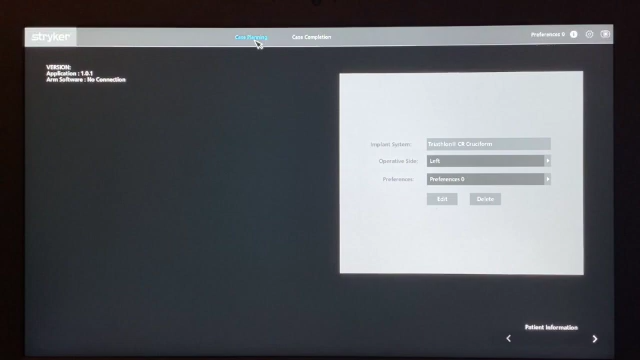 stryker
Case Planning
Case Completion
Preferences 0
VERSION:
Application : 1.0.1
Arm Software : No Connection
Implant System:
Triathlon® CR Cruciform
Operative Side:
Left
Preferences:
Preferences 0
Edit
Delete
Patient Information